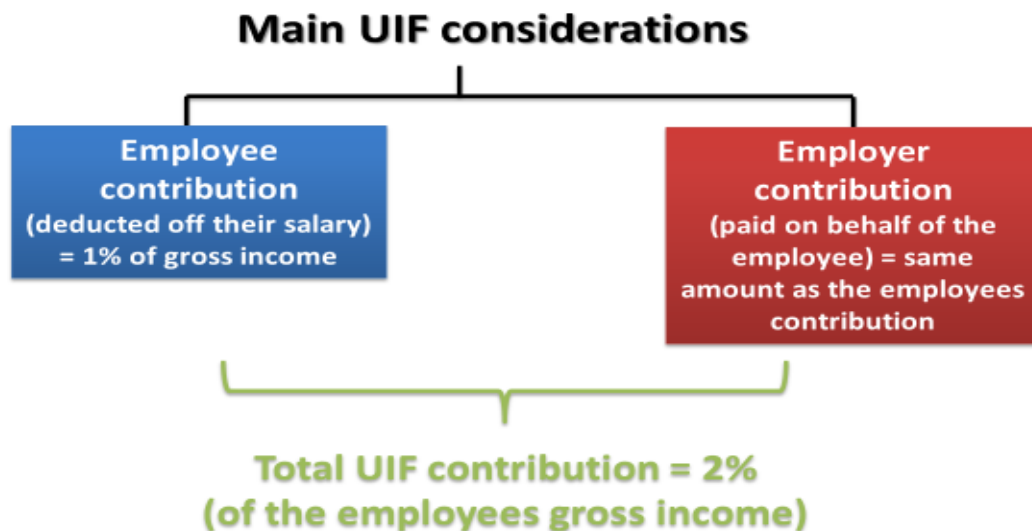 Main UIF considerations
Employee
contribution
(deducted off their salary)
= 1% of gross income
Employer
contribution
(paid on behalf of the
employee) = same
amount as the employees
contribution
Total UIF contribution = 2%
(of the employees gross income)